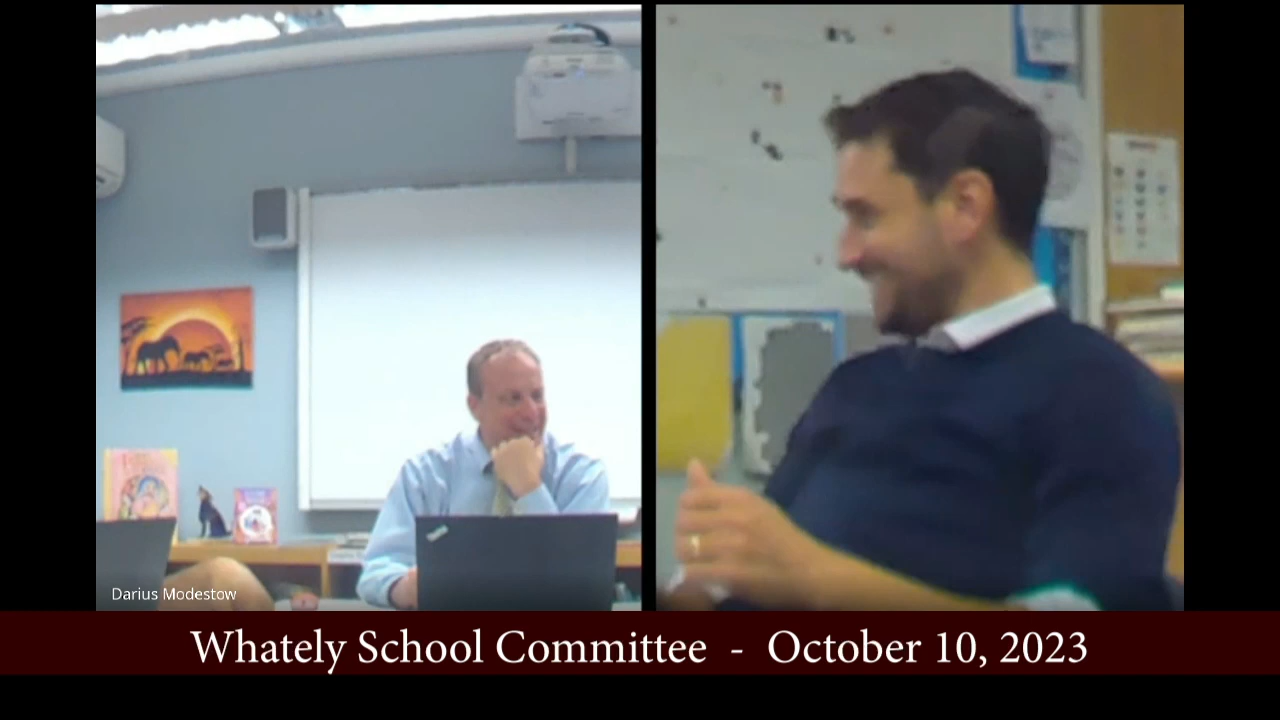 Darius Modestow
Whately School Committee - October 10, 2023